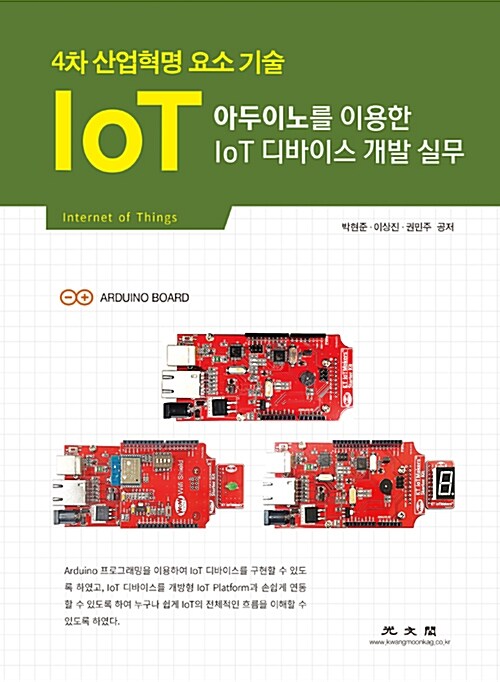 4차 산업혁명 요소 기술
IoT
아두이노를 이용한
IoT 디바이스 개발 실무
Internet of Things
박현준·이상진·권민주 공저
ARDUINO BOARD
Wifi Shield
Arduino 프로그래밍을 이용하여 IoT 디바이스를 구현할 수 있도
록 하였고, IoT 디바이스를 개방형 IoT Platform과 손쉽게 연동
할 수 있도록 하여 누구나 쉽게 IoT의 전체적인 흐름을 이해할 수
있도록 하였다.
光文閣
www.kwangmoonkag.co.kr